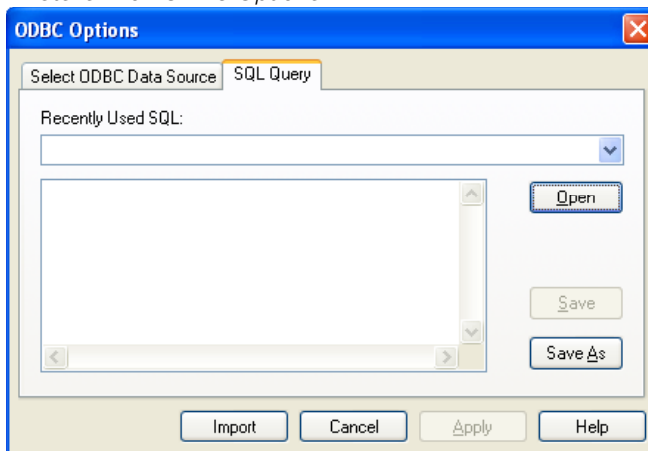 ODBC Options
Select ODBC Data Source
SQL Query
Recently Used SQL:
Open
Save
Save As
Import
Cancel
Apply
Help